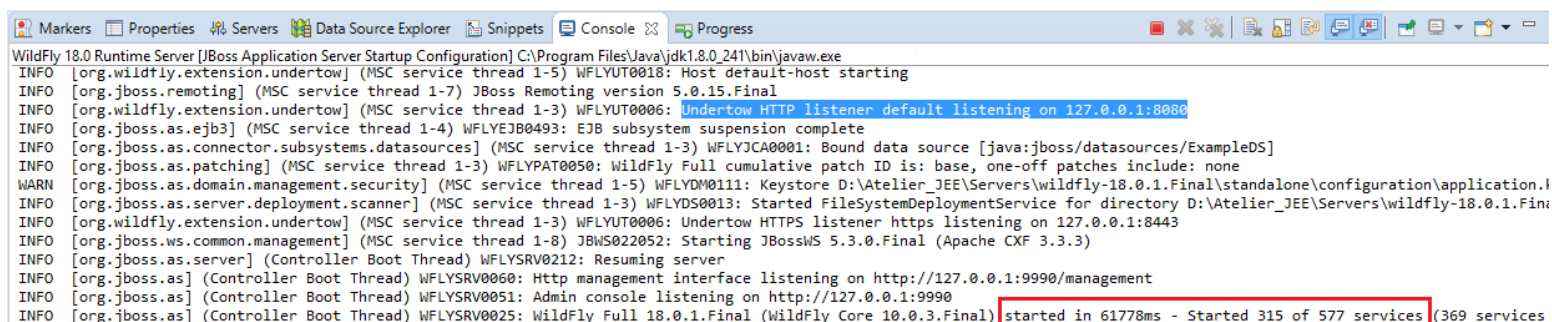 Markers Properties Servers Data Source Explorer Snippets Console Progress
WildFly 18.0 Runtime Server [JBoss Application Server Startup Configuration] C:\Program Files\Java\jdk1.8.0_241\bin\javaw.exe
INFO [org.wildfly.extension.undertow] (MSC service thread 1-5) WFLYUT0018: Host default-host starting
INFO [org.jboss.remoting] (MSC service thread 1-7) JBoss Remoting version 5.0.15.Final
INFO [org.wildfly.extension.undertow] (MSC service thread 1-3) WFLYUT0006: Undertow HTTP listener default listening on 127.0.0.1:8080
INFO [org.jboss.as.ejb3] (MSC service thread 1-4) WFLYEJB0493: EJB subsystem suspension complete
INFO [org.jboss.as.connector.subsystems.datasources] (MSC service thread 1-3) WFLYJCA0001: Bound data source [java:jboss/datasources/ExampleDS]
INFO [org.jboss.as.patching] (MSC service thread 1-3) WFLYPAT0050: WildFly Full cumulative patch ID is: base, one-off patches include: none
WARN [org.jboss.as.domain.management.security] (MSC service thread 1-5) WFLYDM0111: Keystore D:\Atelier_JEE\Servers\wildfly-18.0.1.Final\standalone\configuration\application.k
INFO [org.jboss.as.server.deployment.scanner] (MSC service thread 1-3) WFLYDS0013: Started FileSystemDeploymentService for directory D:\Atelier_JEE\Servers\wildfly-18.0.1.Fina
INFO [org.wildfly.extension.undertow] (MSC service thread 1-3) WFLYUT0006: Undertow HTTPS listener https listening on 127.0.0.1:8443
INFO [org.jboss.ws.common.management] (MSC service thread 1-8) JBWS022052: Starting JBossWS 5.3.0.Final (Apache CXF 3.3.3)
INFO [org.jboss.as.server] (Controller Boot Thread) WFLYSRV0212: Resuming server
INFO [org.jboss.as] (Controller Boot Thread) WFLYSRV0060: Http management interface listening on http://127.0.0.1:9990/management
INFO [org.jboss.as] (Controller Boot Thread) WFLYSRV0051: Admin console listening on http://127.0.0.1:9990
INFO [org.jboss.as] (Controller Boot Thread) WFLYSRV0025: WildFly Full 18.0.1.Final (WildFly Core 10.0.3.Final) started in 61778ms - Started 315 of 577 services (369 services